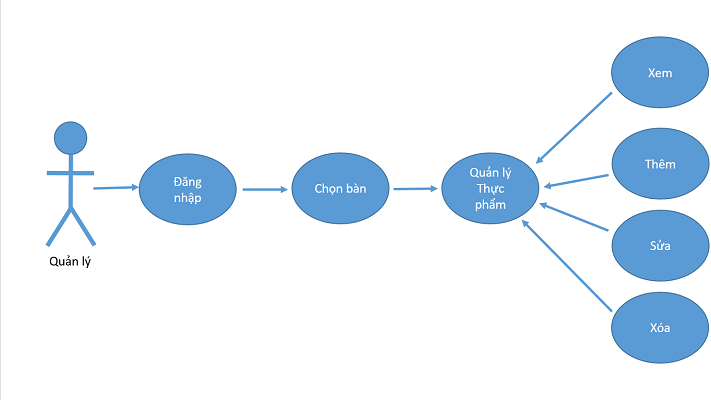 Quản lý
Đăng
nhập
Chọn bàn
Quản lý
Thực
phẩm
Xem
Thêm
Sửa
Xóa